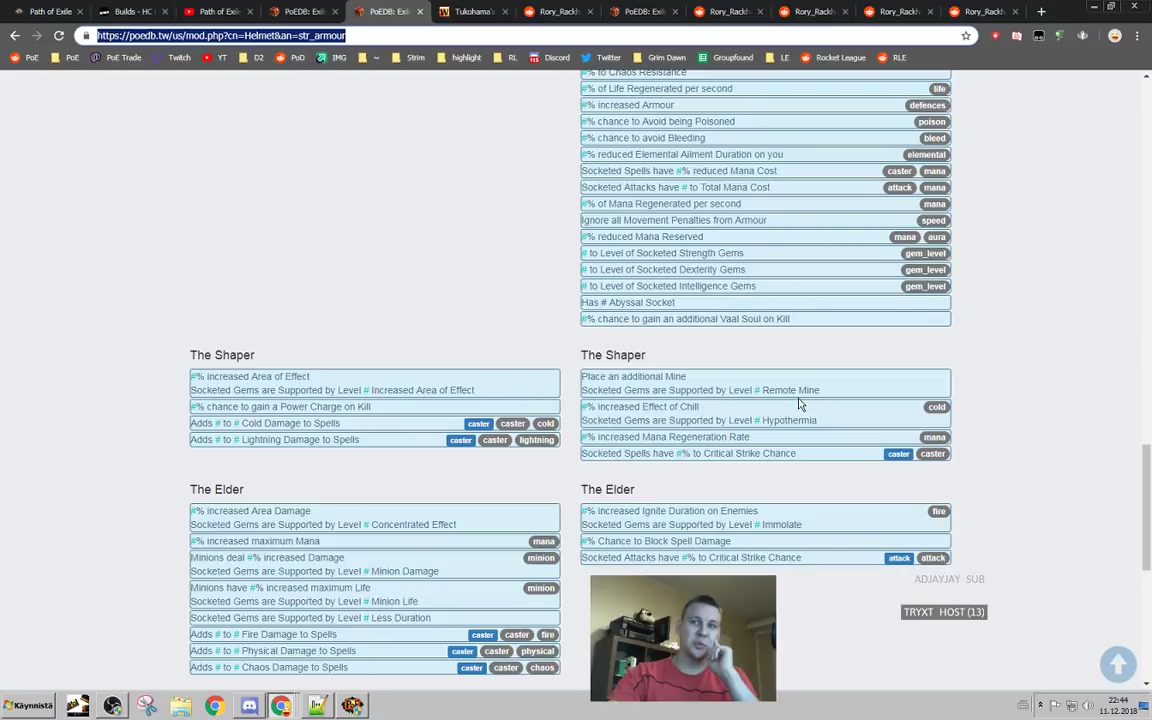 Path of Exile
Builds - HC
Path of Exile
PoEDB: Exile
PoEDB: Exi
Tukohama's
Rory_Rackh
PoEDB: Exil
Rory_Rackh
Rory_Rackh
Rory_Rackh
Rory_Rackh
https://poedb.tw/us/mod.php?cn=Helmet&an=str_armour
PoE
PoE
PoE Trade
Twitch
YT
D2
PoD
IMG
~
Strim
highlight
RL
Discord
Twitter
Grim Dawn
Groupfound
LE
Rocket League
RLE
#% to Chaos Resistance
#% of Life Regenerated per second life
#% increased Armour defences
#% chance to Avoid being Poisoned poison
#% chance to avoid Bleeding bleed
#% reduced Elemental Ailment Duration on you elemental
Socketed Spells have #% reduced Mana Cost caster mana
Socketed Attacks have # to Total Mana Cost attack mana
#% of Mana Regenerated per second mana
Ignore all Movement Penalties from Armour speed
#% reduced Mana Reserved mana aura
# to Level of Socketed Strength Gems gem_level
# to Level of Socketed Dexterity Gems gem_level
# to Level of Socketed Intelligence Gems gem_level
Has # Abyssal Socket
#% chance to gain an additional Vaal Soul on Kill
The Shaper
#% increased Area of Effect
Socketed Gems are Supported by Level # Increased Area of Effect
#% chance to gain a Power Charge on Kill
Adds # to # Cold Damage to Spells caster caster cold
Adds # to # Lightning Damage to Spells caster caster lightning
The Shaper
Place an additional Mine
Socketed Gems are Supported by Level # Remote Mine
#% increased Effect of Chill cold
Socketed Gems are Supported by Level # Hypothermia
#% increased Mana Regeneration Rate mana
Socketed Spells have #% to Critical Strike Chance caster caster
The Elder
#% increased Area Damage
Socketed Gems are Supported by Level # Concentrated Effect
#% increased maximum Mana mana
Minions deal #% increased Damage minion
Socketed Gems are Supported by Level # Minion Damage
Minions have #% increased maximum Life minion
Socketed Gems are Supported by Level # Minion Life
Socketed Gems are Supported by Level # Less Duration
Adds # to # Fire Damage to Spells caster caster fire
Adds # to # Physical Damage to Spells caster caster physical
Adds # to # Chaos Damage to Spells caster caster chaos
The Elder
#% increased Ignite Duration on Enemies fire
Socketed Gems are Supported by Level # Immolate
#% Chance to Block Spell Damage
Socketed Attacks have #% to Critical Strike Chance attack attack
ADJAYJAY SUB
TRYXT HOST (13)
Käynnistä
22:44
11.12.2018